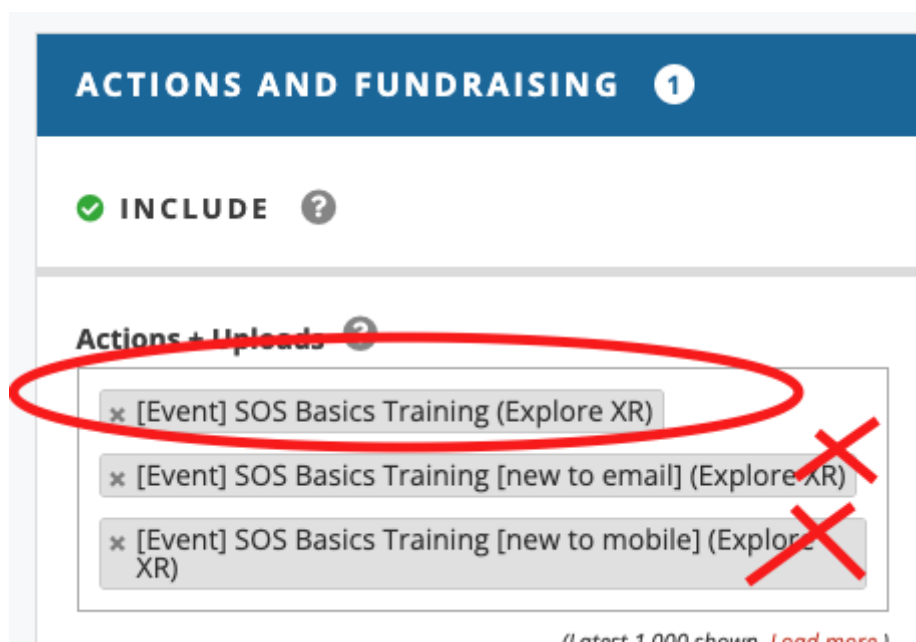 ACTIONS AND FUNDRAISING 1
INCLUDE ?
Actions + Uploads ?
× [Event] SOS Basics Training (Explore XR)
× [Event] SOS Basics Training [new to email] (Explore XR)
× [Event] SOS Basics Training [new to mobile] (Explore
XR)
(Latest 1,000 shown. Load more.)